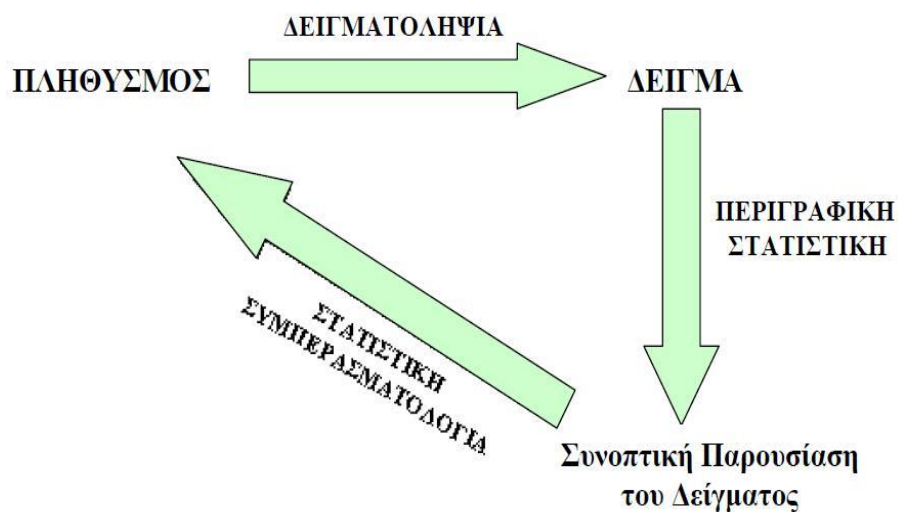 ΔΕΙΓΜΑΤΟΛΗΨΙΑ
ΠΛΗΘΥΣΜΟΣ
ΔΕΙΓΜΑ
ΠΕΡΙΓΡΑΦΙΚΗ
ΣΤΑΤΙΣΤΙΚΗ
ΣΤΑΤΙΣΤΙΚΗ
ΣΥΜΠΕΡΑΣΜΑΤΟΛΟΓΙΑ
Συνοπτική Παρουσίαση
του Δείγματος